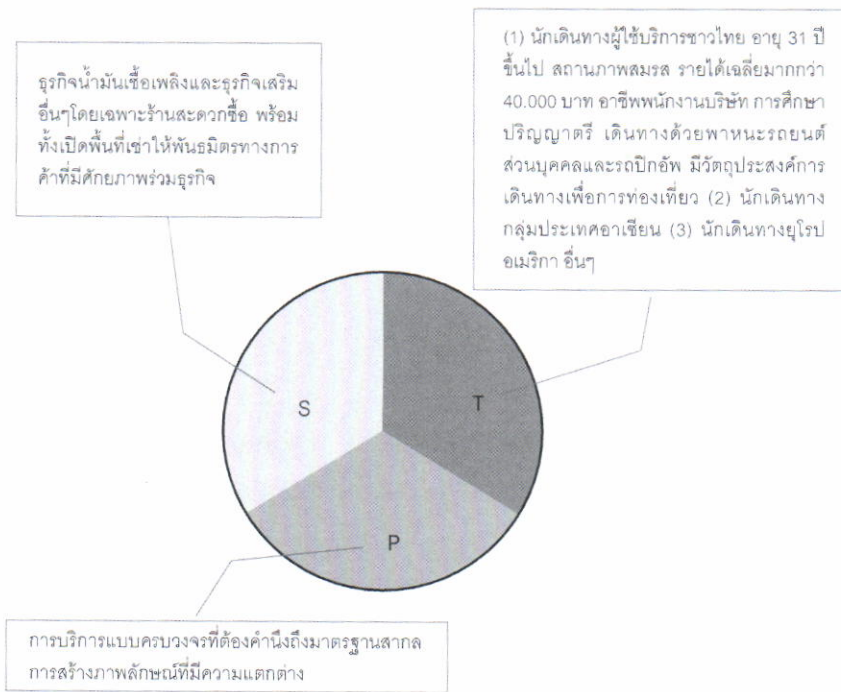 ธุรกิจน้ำมันเชื้อเพลิงและธุรกิจเสริม
อื่นๆโดยเฉพาะร้านสะดวกซื้อ พร้อม
ทั้งเปิดพื้นที่เช่าให้พันธมิตรทางการ
ค้าที่มีศักยภาพร่วมธุรกิจ
(1) นักเดินทางผู้ใช้บริการชาวไทย อายุ 31 ปี
ขึ้นไป สถานภาพสมรส รายได้เฉลี่ยมากกว่า
40.000 บาท อาชีพพนักงานบริษัท การศึกษา
ปริญญาตรี เดินทางด้วยพาหนะรถยนต์
ส่วนบุคคลและรถปิกอัพ มีวัตถุประสงค์การ
เดินทางเพื่อการท่องเที่ยว (2) นักเดินทาง
กลุ่มประเทศอาเซียน (3) นักเดินทางยุโรป
อเมริกา อื่นๆ
S
T
P
การบริการแบบครบวงจรที่ต้องคำนึงถึงมาตรฐานสากล
การสร้างภาพลักษณ์ที่มีความแตกต่าง